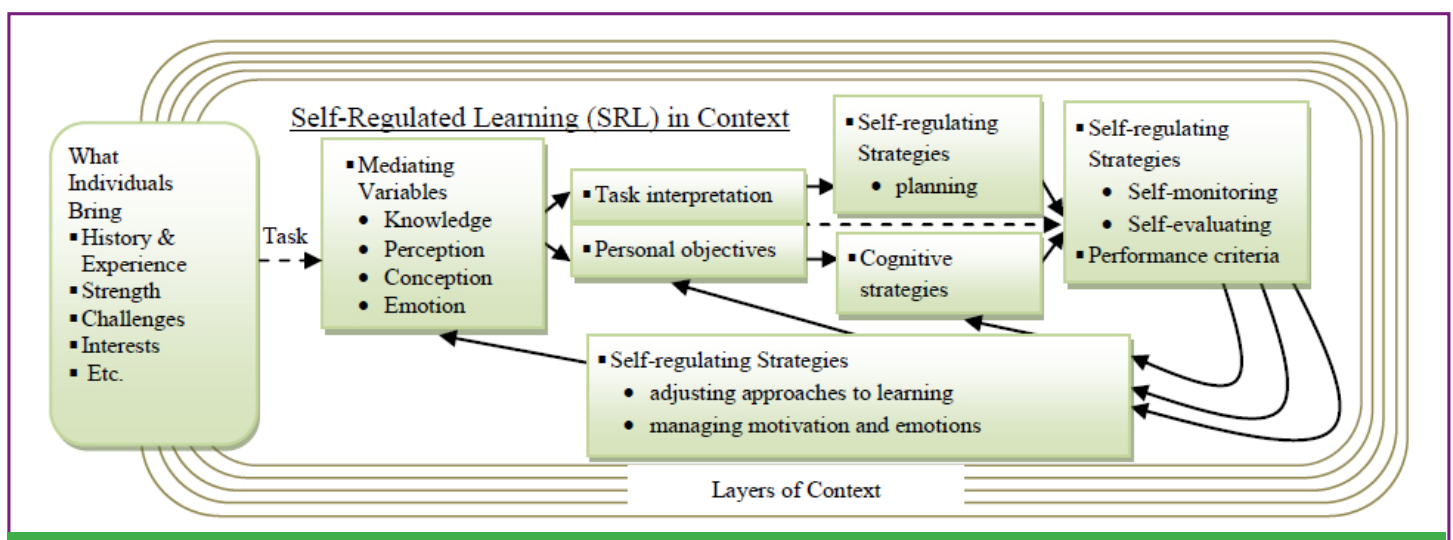 Self-Regulated Learning (SRL) in Context
What
Individuals
Bring
▪ History &
Experience
▪ Strength
▪ Challenges
▪ Interests
▪ Etc.
Task
▪ Mediating
Variables
• Knowledge
• Perception
• Conception
• Emotion
▪ Task interpretation
▪ Personal objectives
▪ Self-regulating
Strategies
• planning
▪ Cognitive
strategies
▪ Self-regulating
Strategies
• Self-monitoring
• Self-evaluating
▪ Performance criteria
▪ Self-regulating Strategies
• adjusting approaches to learning
• managing motivation and emotions
Layers of Context